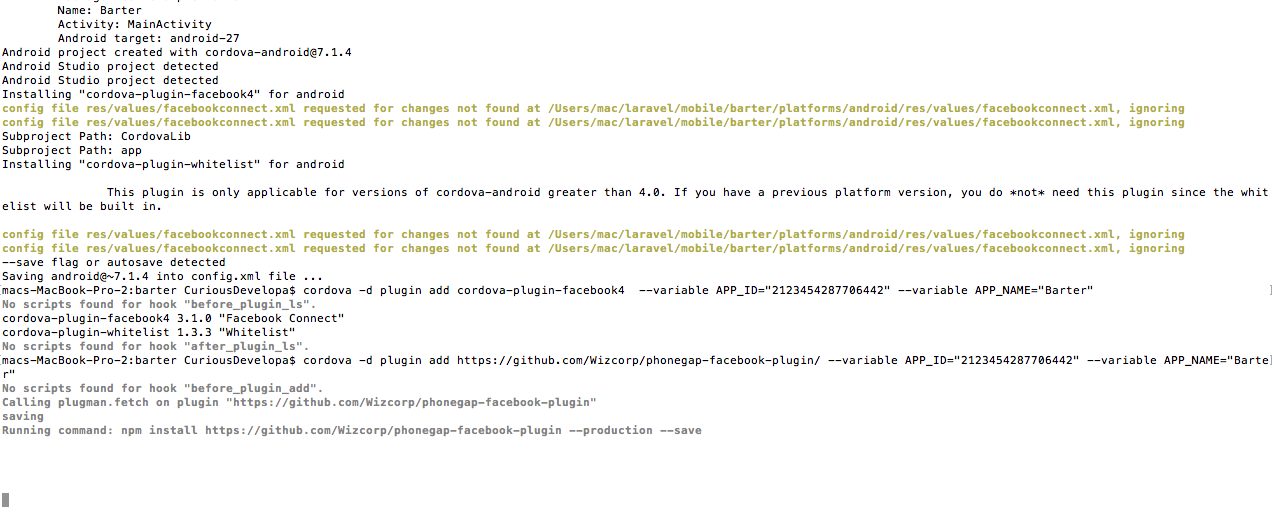 Name: Barter
Activity: MainActivity
Android target: android-27
Android project created with cordova-android@7.1.4
Android Studio project detected
Android Studio project detected
Installing "cordova-plugin-facebook4" for android
config file res/values/facebookconnect.xml requested for changes not found at /Users/mac/laravel/mobile/barter/platforms/android/res/values/facebookconnect.xml, ignoring
config file res/values/facebookconnect.xml requested for changes not found at /Users/mac/laravel/mobile/barter/platforms/android/res/values/facebookconnect.xml, ignoring
Subproject Path: CordovaLib
Subproject Path: app
Installing "cordova-plugin-whitelist" for android
This plugin is only applicable for versions of cordova-android greater than 4.0. If you have a previous platform version, you do *not* need this plugin since the whit
elist will be built in.
config file res/values/facebookconnect.xml requested for changes not found at /Users/mac/laravel/mobile/barter/platforms/android/res/values/facebookconnect.xml, ignoring
config file res/values/facebookconnect.xml requested for changes not found at /Users/mac/laravel/mobile/barter/platforms/android/res/values/facebookconnect.xml, ignoring
--save flag or autosave detected
Saving android@~7.1.4 into config.xml file ...
[macs-MacBook-Pro-2:barter CuriousDevelopa$ cordova -d plugin add cordova-plugin-facebook4  --variable APP_ID="2123454287706442" --variable APP_NAME="Barter" ]
No scripts found for hook "before_plugin_ls".
cordova-plugin-facebook4 3.1.0 "Facebook Connect"
cordova-plugin-whitelist 1.3.3 "Whitelist"
No scripts found for hook "after_plugin_ls".
[macs-MacBook-Pro-2:barter CuriousDevelopa$ cordova -d plugin add https://github.com/Wizcorp/phonegap-facebook-plugin/ --variable APP_ID="2123454287706442" --variable APP_NAME="Barte]
r"
No scripts found for hook "before_plugin_add".
Calling plugman.fetch on plugin "https://github.com/Wizcorp/phonegap-facebook-plugin"
saving
Running command: npm install https://github.com/Wizcorp/phonegap-facebook-plugin --production --save